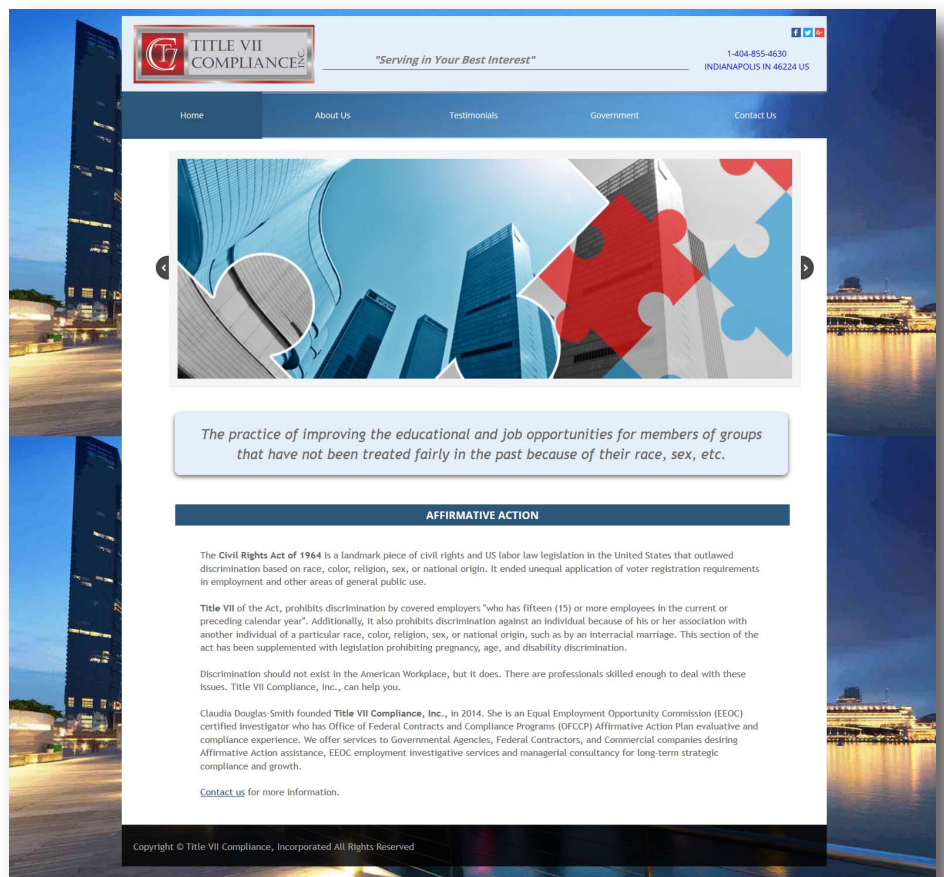 CT7
TITLE VII
COMPLIANCE INC
"Serving in Your Best Interest"
1-404-855-4630
INDIANAPOLIS IN 46224 US
Home
About Us
Testimonials
Government
Contact Us
The practice of improving the educational and job opportunities for members of groups
that have not been treated fairly in the past because of their race, sex, etc.
AFFIRMATIVE ACTION
The Civil Rights Act of 1964 is a landmark piece of civil rights and US labor law legislation in the United States that outlawed
discrimination based on race, color, religion, sex, or national origin. It ended unequal application of voter registration requirements
in employment and other areas of general public use.
Title VII of the Act, prohibits discrimination by covered employers "who has fifteen (15) or more employees in the current or
preceding calendar year". Additionally, it also prohibits discrimination against an individual because of his or her association with
another individual of a particular race, color, religion, sex, or national origin, such as by an interracial marriage. This section of the
act has been supplemented with legislation prohibiting pregnancy, age, and disability discrimination.
Discrimination should not exist in the American Workplace, but it does. There are professionals skilled enough to deal with these
issues. Title VII Compliance, Inc., can help you.
Claudia Douglas-Smith founded Title VII Compliance, Inc., in 2014. She is an Equal Employment Opportunity Commission (EEOC)
certified investigator who has Office of Federal Contracts and Compliance Programs (OFCCP) Affirmative Action Plan evaluative and
compliance experience. We offer services to Governmental Agencies, Federal Contractors, and Commercial companies desiring
Affirmative Action assistance, EEOC employment investigative services and managerial consultancy for long-term strategic
compliance and growth.
Contact us for more information.
Copyright © Title VII Compliance, Incorporated All Rights Reserved